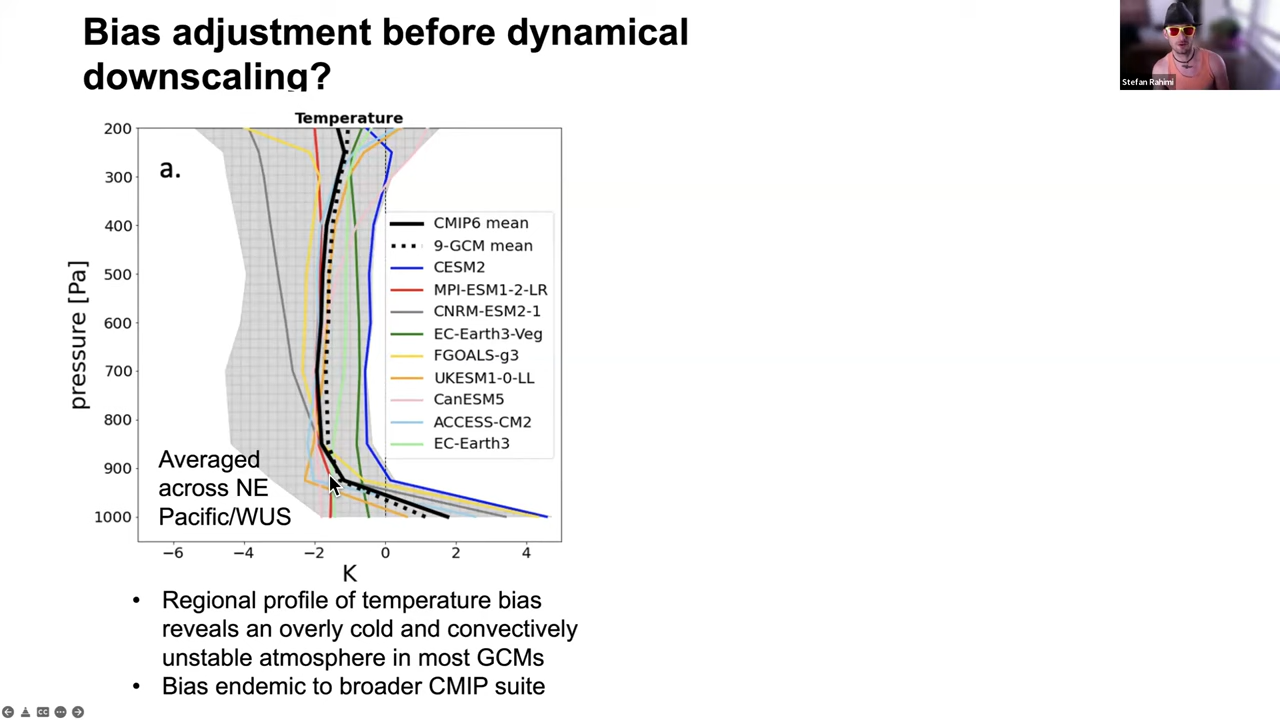 Bias adjustment before dynamical
downscaling?
Stefan Rahimi
Temperature
200
300
400
500
600
700
800
900
1000
pressure [Pa]
a.
CMIP6 mean
9-GCM mean
CESM2
MPI-ESM1-2-LR
CNRM-ESM2-1
EC-Earth3-Veg
FGOALS-g3
UKESM1-0-LL
CanESM5
ACCESS-CM2
EC-Earth3
Averaged
across NE
Pacific/WUS
−6 −4 −2 0 2 4
K
• Regional profile of temperature bias
reveals an overly cold and convectively
unstable atmosphere in most GCMs
• Bias endemic to broader CMIP suite
CC